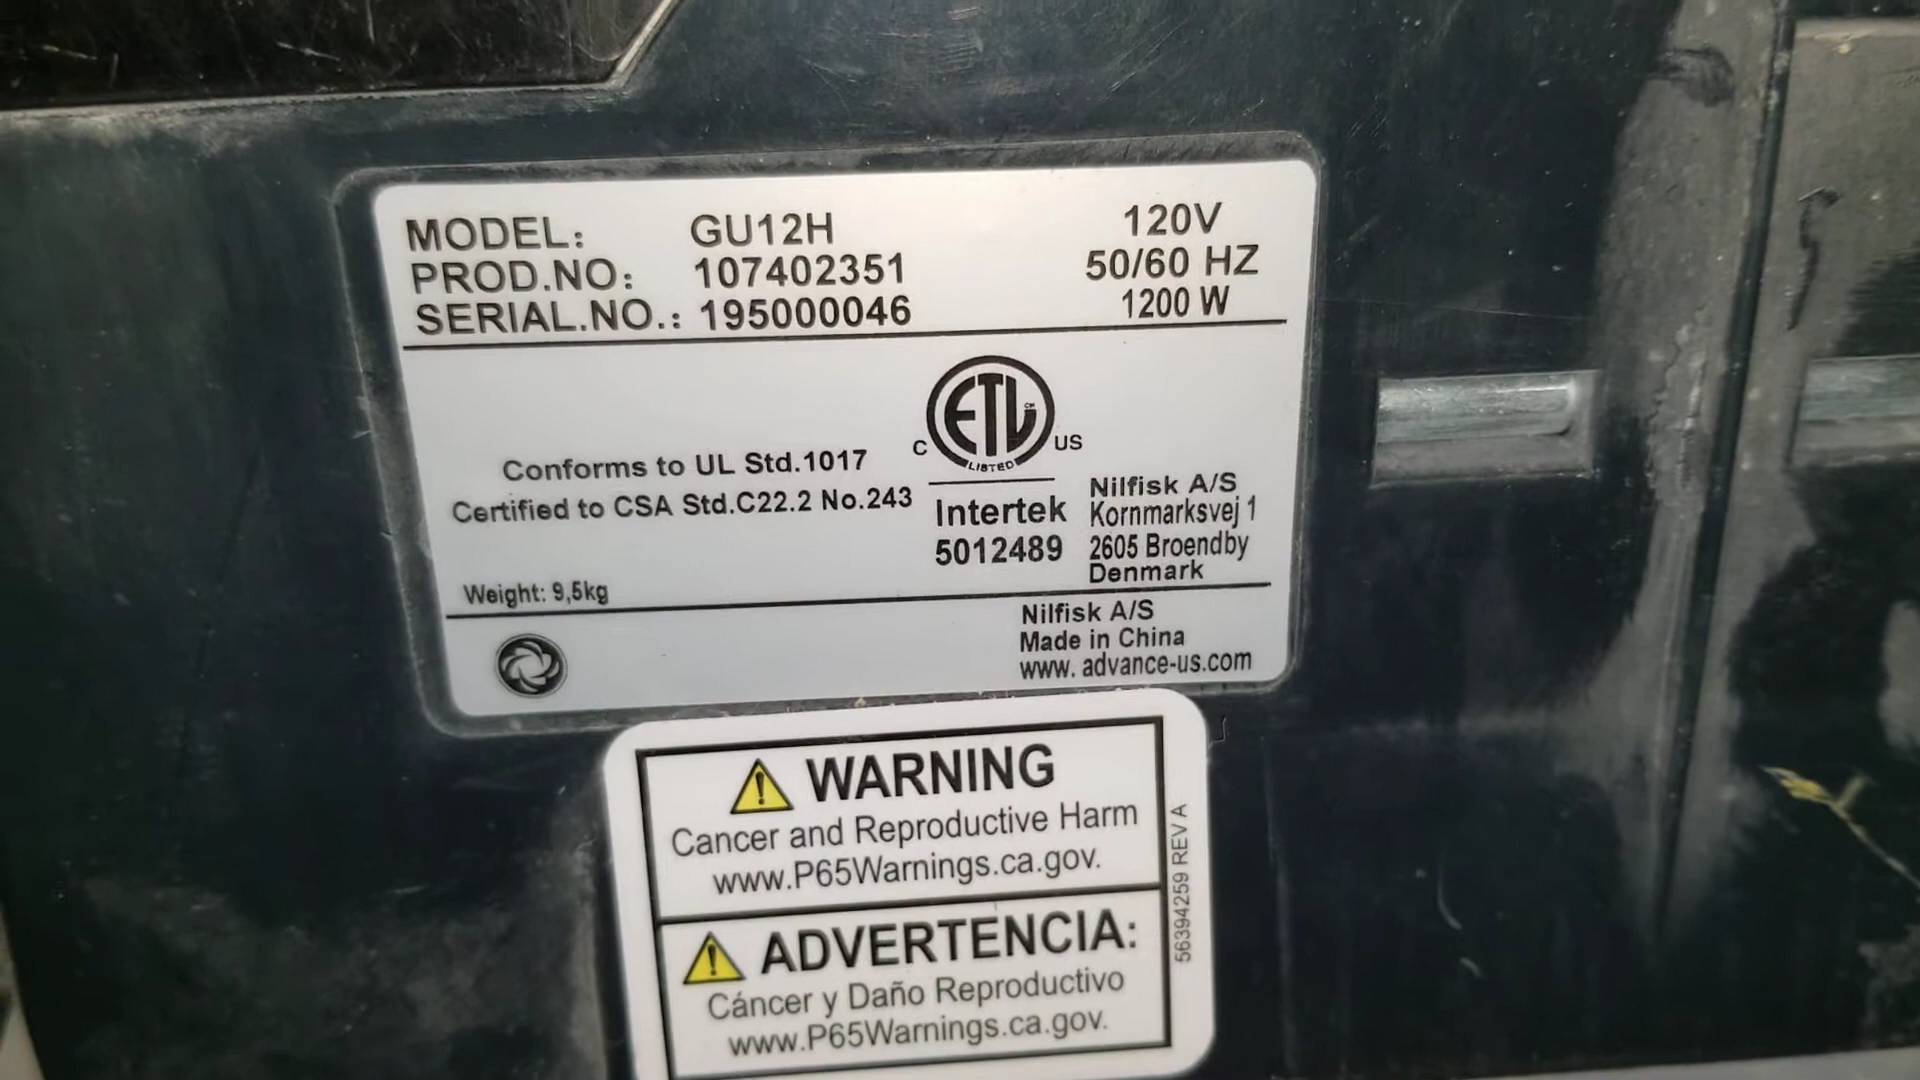 MODEL: GU12H 120V
PROD.NO: 107402351 50/60 HZ
SERIAL.NO.: 195000046 1200 W
ETL CM
C US
LISTED
Conforms to UL Std.1017
Certified to CSA Std.C22.2 No.243
Intertek
5012489
Nilfisk A/S
Kornmarksvej 1
2605 Broendby
Denmark
Weight: 9,5kg
Nilfisk A/S
Made in China
www. advance-us.com
WARNING
Cancer and Reproductive Harm
www.P65Warnings.ca.gov.
ADVERTENCIA:
Cáncer y Daño Reproductivo
www.P65Warnings.ca.gov.
56394259 REV A